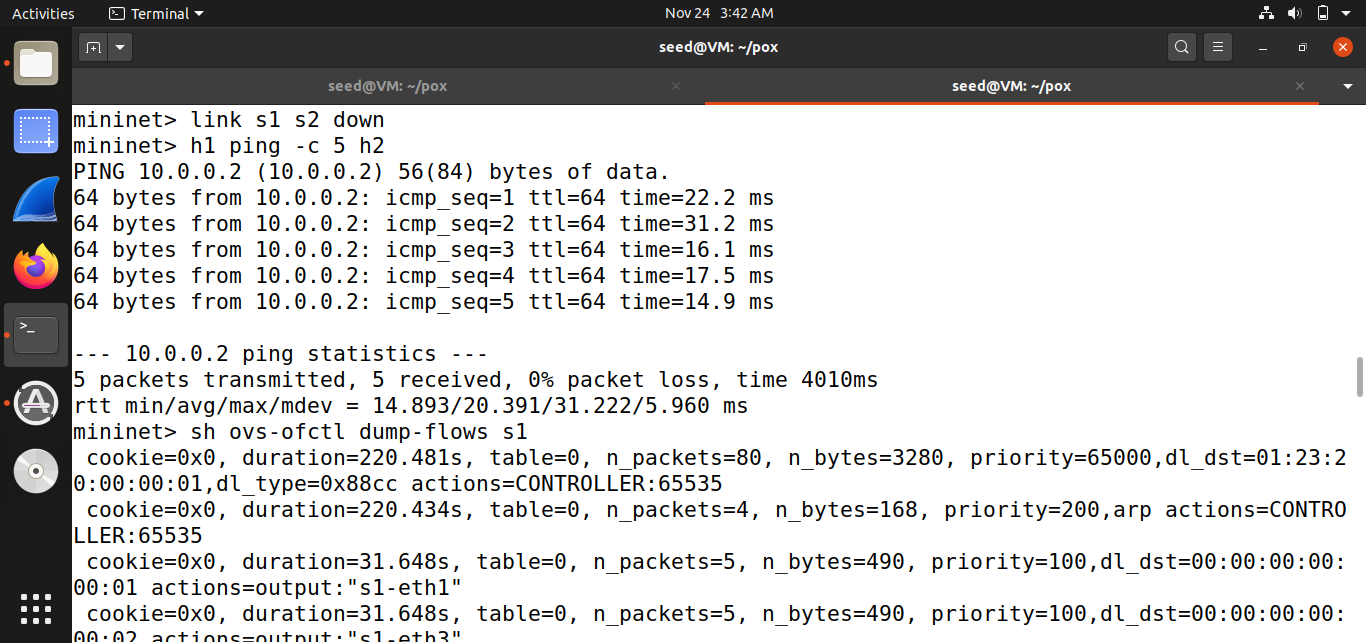 Activities
Terminal
Nov 24 3:42 AM
seed@VM: ~/pox
seed@VM: ~/pox
seed@VM: ~/pox
mininet> link s1 s2 down
mininet> h1 ping -c 5 h2
PING 10.0.0.2 (10.0.0.2) 56(84) bytes of data.
64 bytes from 10.0.0.2: icmp_seq=1 ttl=64 time=22.2 ms
64 bytes from 10.0.0.2: icmp_seq=2 ttl=64 time=31.2 ms
64 bytes from 10.0.0.2: icmp_seq=3 ttl=64 time=16.1 ms
64 bytes from 10.0.0.2: icmp_seq=4 ttl=64 time=17.5 ms
64 bytes from 10.0.0.2: icmp_seq=5 ttl=64 time=14.9 ms
--- 10.0.0.2 ping statistics ---
5 packets transmitted, 5 received, 0% packet loss, time 4010ms
rtt min/avg/max/mdev = 14.893/20.391/31.222/5.960 ms
mininet> sh ovs-ofctl dump-flows s1
cookie=0x0, duration=220.481s, table=0, n_packets=80, n_bytes=3280, priority=65000,dl_dst=01:23:2
0:00:00:01,dl_type=0x88cc actions=CONTROLLER:65535
cookie=0x0, duration=220.434s, table=0, n_packets=4, n_bytes=168, priority=200,arp actions=CONTRO
LLER:65535
cookie=0x0, duration=31.648s, table=0, n_packets=5, n_bytes=490, priority=100,dl_dst=00:00:00:00:
00:01 actions=output:"s1-eth1"
cookie=0x0, duration=31.648s, table=0, n_packets=5, n_bytes=490, priority=100,dl_dst=00:00:00:00:
00:02 actions=output:"s1-eth3"